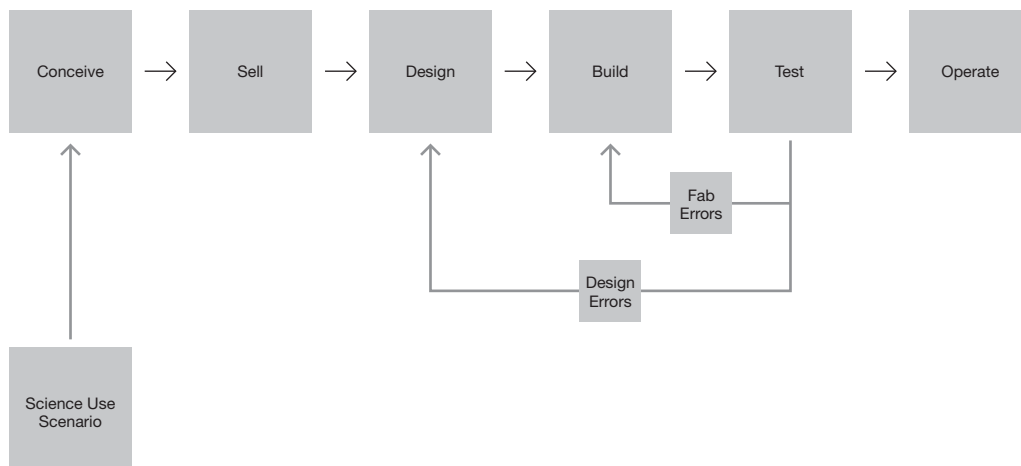 Conceive
Sell
Design
Build
Test
Operate
Fab
Errors
Design
Errors
Science Use
Scenario